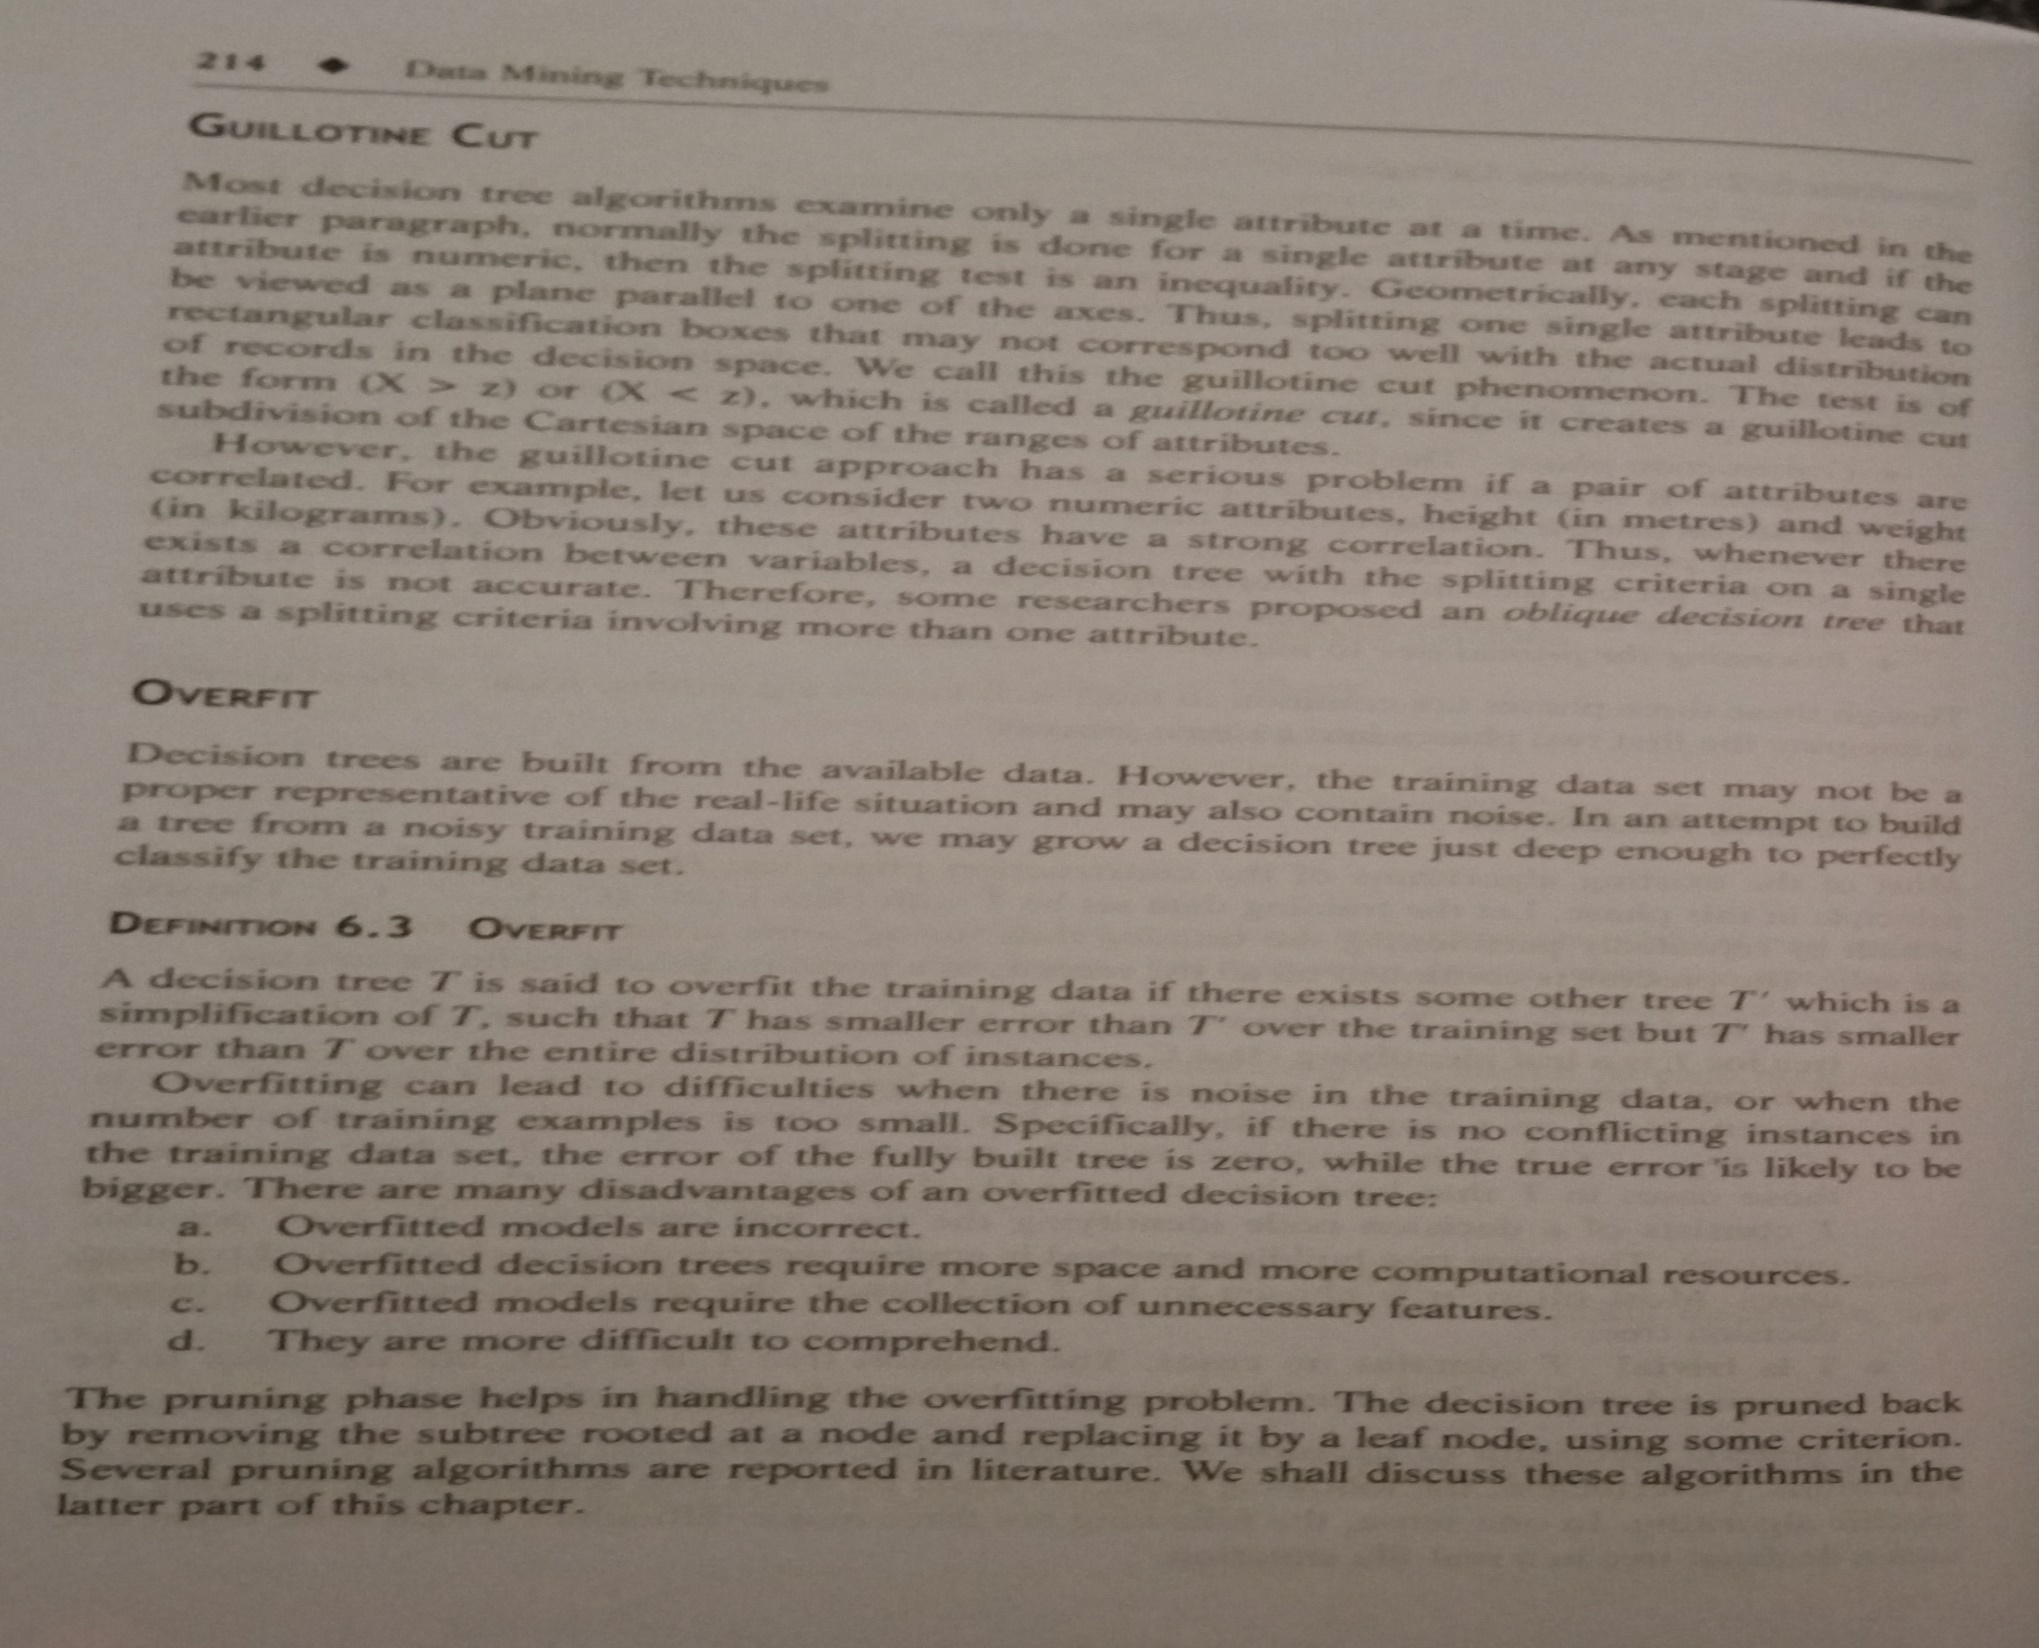 214 ◆ Data Mining Techniques
GUILLOTINE CUT
Most decision tree algorithms examine only a single attribute at a time. As mentioned in the
earlier paragraph, normally the splitting is done for a single attribute at any stage and if the
attribute is numeric, then the splitting test is an inequality. Geometrically, each splitting can
be viewed as a plane parallel to one of the axes. Thus, splitting one single attribute leads to
rectangular classification boxes that may not correspond too well with the actual distribution
of records in the decision space. We call this the guillotine cut phenomenon. The test is of
the form (X > z) or (X < z), which is called a guillotine cut, since it creates a guillotine cut
subdivision of the Cartesian space of the ranges of attributes.
However, the guillotine cut approach has a serious problem if a pair of attributes are
correlated. For example, let us consider two numeric attributes, height (in metres) and weight
(in kilograms). Obviously, these attributes have a strong correlation. Thus, whenever there
exists a correlation between variables, a decision tree with the splitting criteria on a single
attribute is not accurate. Therefore, some researchers proposed an oblique decision tree that
uses a splitting criteria involving more than one attribute.
OVERFIT
Decision trees are built from the available data. However, the training data set may not be a
proper representative of the real-life situation and may also contain noise. In an attempt to build
a tree from a noisy training data set, we may grow a decision tree just deep enough to perfectly
classify the training data set.
DEFINITION 6.3 OVERFIT
A decision tree T is said to overfit the training data if there exists some other tree T' which is a
simplification of T, such that T has smaller error than T' over the training set but T' has smaller
error than T over the entire distribution of instances.
Overfitting can lead to difficulties when there is noise in the training data, or when the
number of training examples is too small. Specifically, if there is no conflicting instances in
the training data set, the error of the fully built tree is zero, while the true error is likely to be
bigger. There are many disadvantages of an overfitted decision tree:
a. Overfitted models are incorrect.
b. Overfitted decision trees require more space and more computational resources.
c. Overfitted models require the collection of unnecessary features.
d. They are more difficult to comprehend.
The pruning phase helps in handling the overfitting problem. The decision tree is pruned back
by removing the subtree rooted at a node and replacing it by a leaf node, using some criterion.
Several pruning algorithms are reported in literature. We shall discuss these algorithms in the
latter part of this chapter.